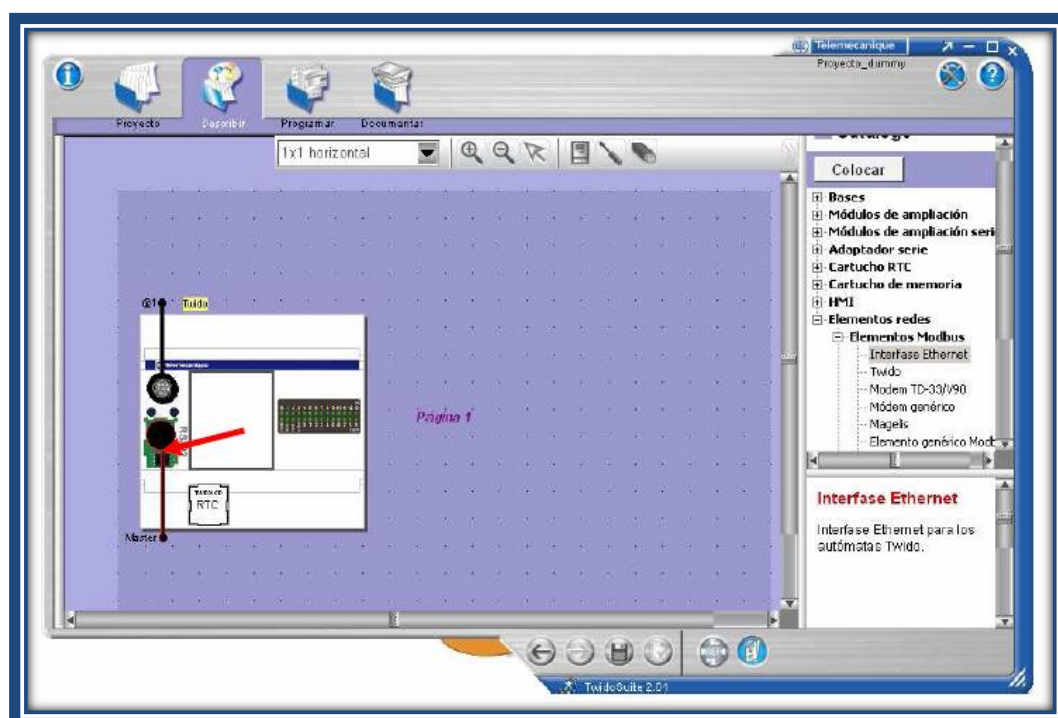 Telemecanique
Proyecto_dummy
Proyecto
Describir
Programar
Documentar
1x1 horizontal
Colocar
Bases
Módulos de ampliación
Módulos de ampliación seri
Adaptador serie
Cartucho RTC
Cartucho de memoria
HMI
Elementos redes
Elementos Modbus
Interfase Ethernet
Twido
Modem TD-33/V90
Módem genérico
Magelis
Elemento genérico Modb
@1
Twido
Telemecanique
Página 1
RTC
Master
Interfase Ethernet
Interfase Ethernet para los
autómatas Twido.
TwidoSuite 2.01